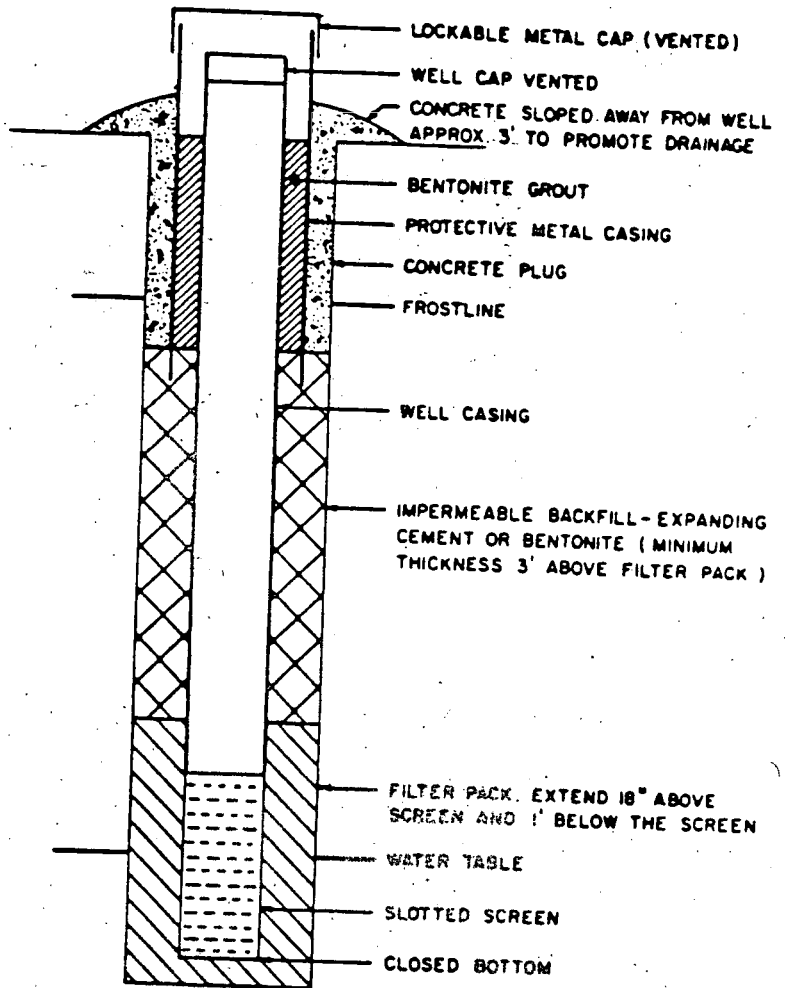 LOCKABLE METAL CAP (VENTED)
WELL CAP VENTED
CONCRETE SLOPED AWAY FROM WELL
APPROX. 3' TO PROMOTE DRAINAGE
BENTONITE GROUT
PROTECTIVE METAL CASING
CONCRETE PLUG
FROSTLINE
WELL CASING
IMPERMEABLE BACKFILL-EXPANDING
CEMENT OR BENTONITE (MINIMUM
THICKNESS 3' ABOVE FILTER PACK)
FILTER PACK. EXTEND 18" ABOVE
SCREEN AND 1' BELOW THE SCREEN
WATER TABLE
SLOTTED SCREEN
CLOSED BOTTOM